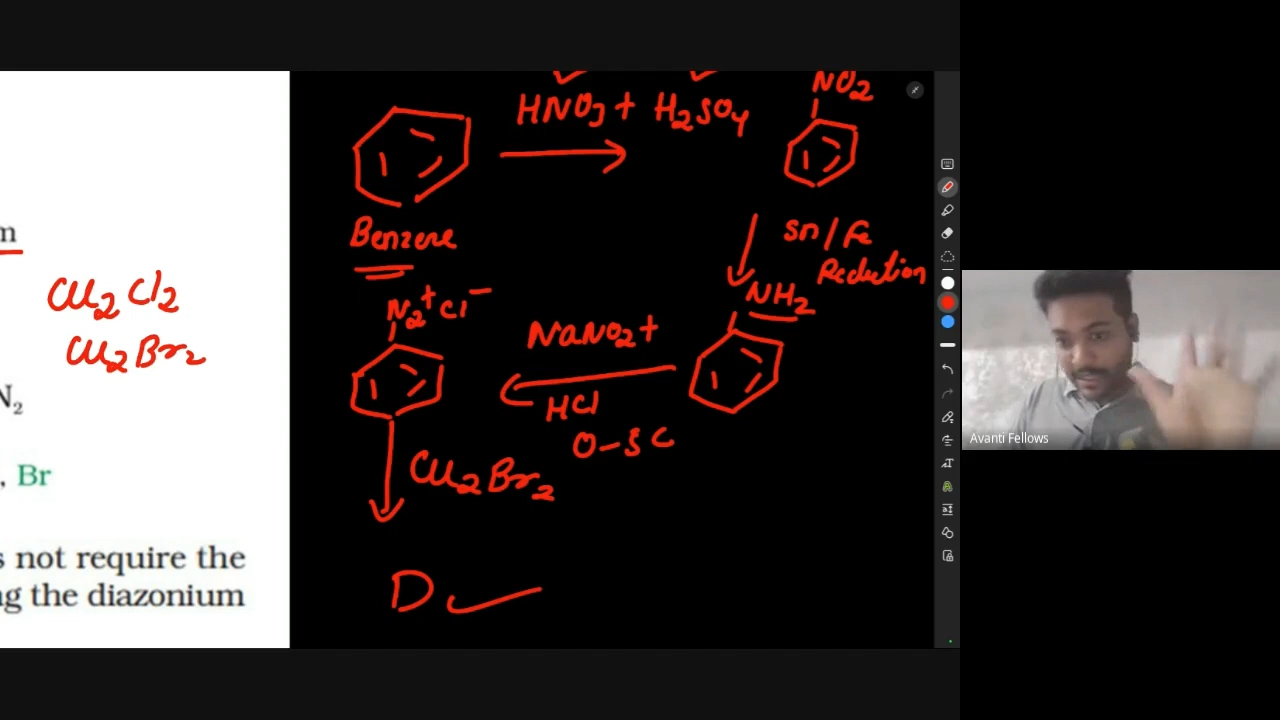 m
Cu2Cl2
Cu2Br2
N2
, Br
s not require the
ng the diazonium
HNO3 + H2SO4
NO2
Benzene
Sn/Fe
Reduction
N2+Cl-
NaNO2+
NH2
HCl
0-5 C
Cu2Br2
D
Avanti Fellows